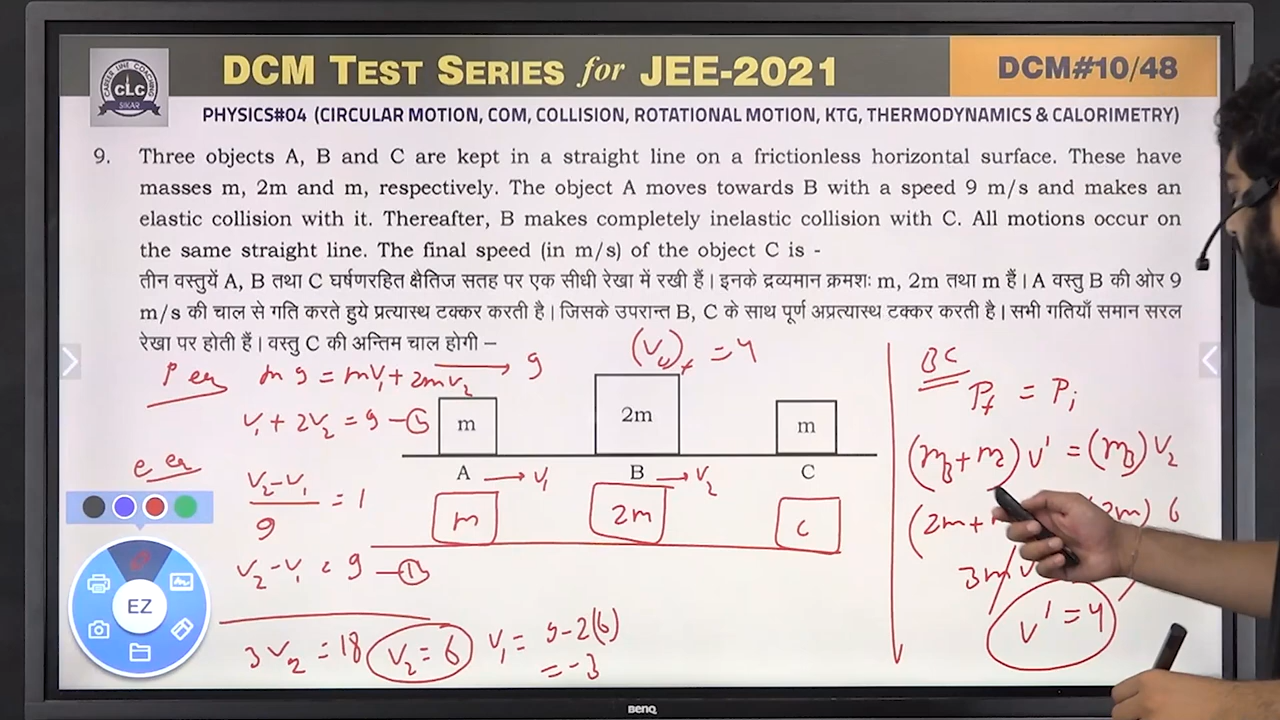 CAREER LINE COACHING
CLC
SIKAR
DCM TEST SERIES for JEE-2021
DCM#10/48
PHYSICS#04 (CIRCULAR MOTION, COM, COLLISION, ROTATIONAL MOTION, KTG, THERMODYNAMICS & CALORIMETRY)
9. Three objects A, B and C are kept in a straight line on a frictionless horizontal surface. These have
masses m, 2m and m, respectively. The object A moves towards B with a speed 9 m/s and makes an
elastic collision with it. Thereafter, B makes completely inelastic collision with C. All motions occur on
the same straight line. The final speed (in m/s) of the object C is -
तीन वस्तुयें A, B तथा C घर्षणरहित क्षैतिज सतह पर एक सीधी रेखा में रखी हैं। इनके द्रव्यमान क्रमशः m, 2m तथा m हैं। A वस्तु B की ओर 9
m/s की चाल से गति करते हुये प्रत्यास्थ टक्कर करती है। जिसके उपरान्त B, C के साथ पूर्ण अप्रत्यास्थ टक्कर करती है। सभी गतियाँ समान सरल
रेखा पर होती हैं। वस्तु C की अन्तिम चाल होगी –
m 9 = mv₁ + 2mv₂
9
= 4
v₁ + 2v₂ = 9
m
2m
m
A
v₁
B
v₂
C
v₂-v₁
9
= 1
m
2m
c
v₂ - v₁ = 9
3v₂ = 18
v₂ = 6
v₁ = 9-2(6)
= -3
BC
P_f = P_i
v' = (m_B) v₂
(2m+
2m) 6
3m v
v' = 4
EZ
BENQ